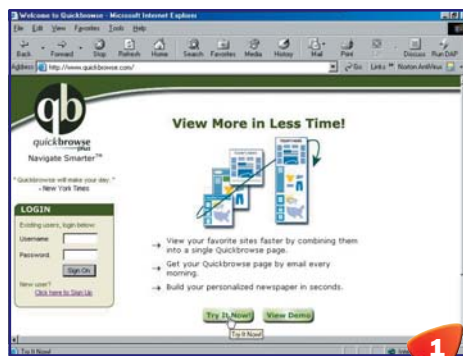 Welcome to Quickbrowse - Microsoft Internet Explorer
File Edit View Favorites Tools Help
Back Forward Stop Refresh Home Search Favorites Media History Mail Print Discuss Run DAP
Address http://www.quickbrowse.com/ Go Links Norton AntiVirus
qb
quickbrowse
plus
Navigate Smarter™
"Quickbrowse will make your day."
- New York Times
LOGIN
Existing users, login below
Username
Password
Sign On
New user?
Click here to Sign Up
View More in Less Time!
View your favorite sites faster by combining them
into a single Quickbrowse page.
Get your Quickbrowse page by email every
morning.
Build your personalized newspaper in seconds.
Try It Now! View Demo
Try It Now!
Try It Now!
1